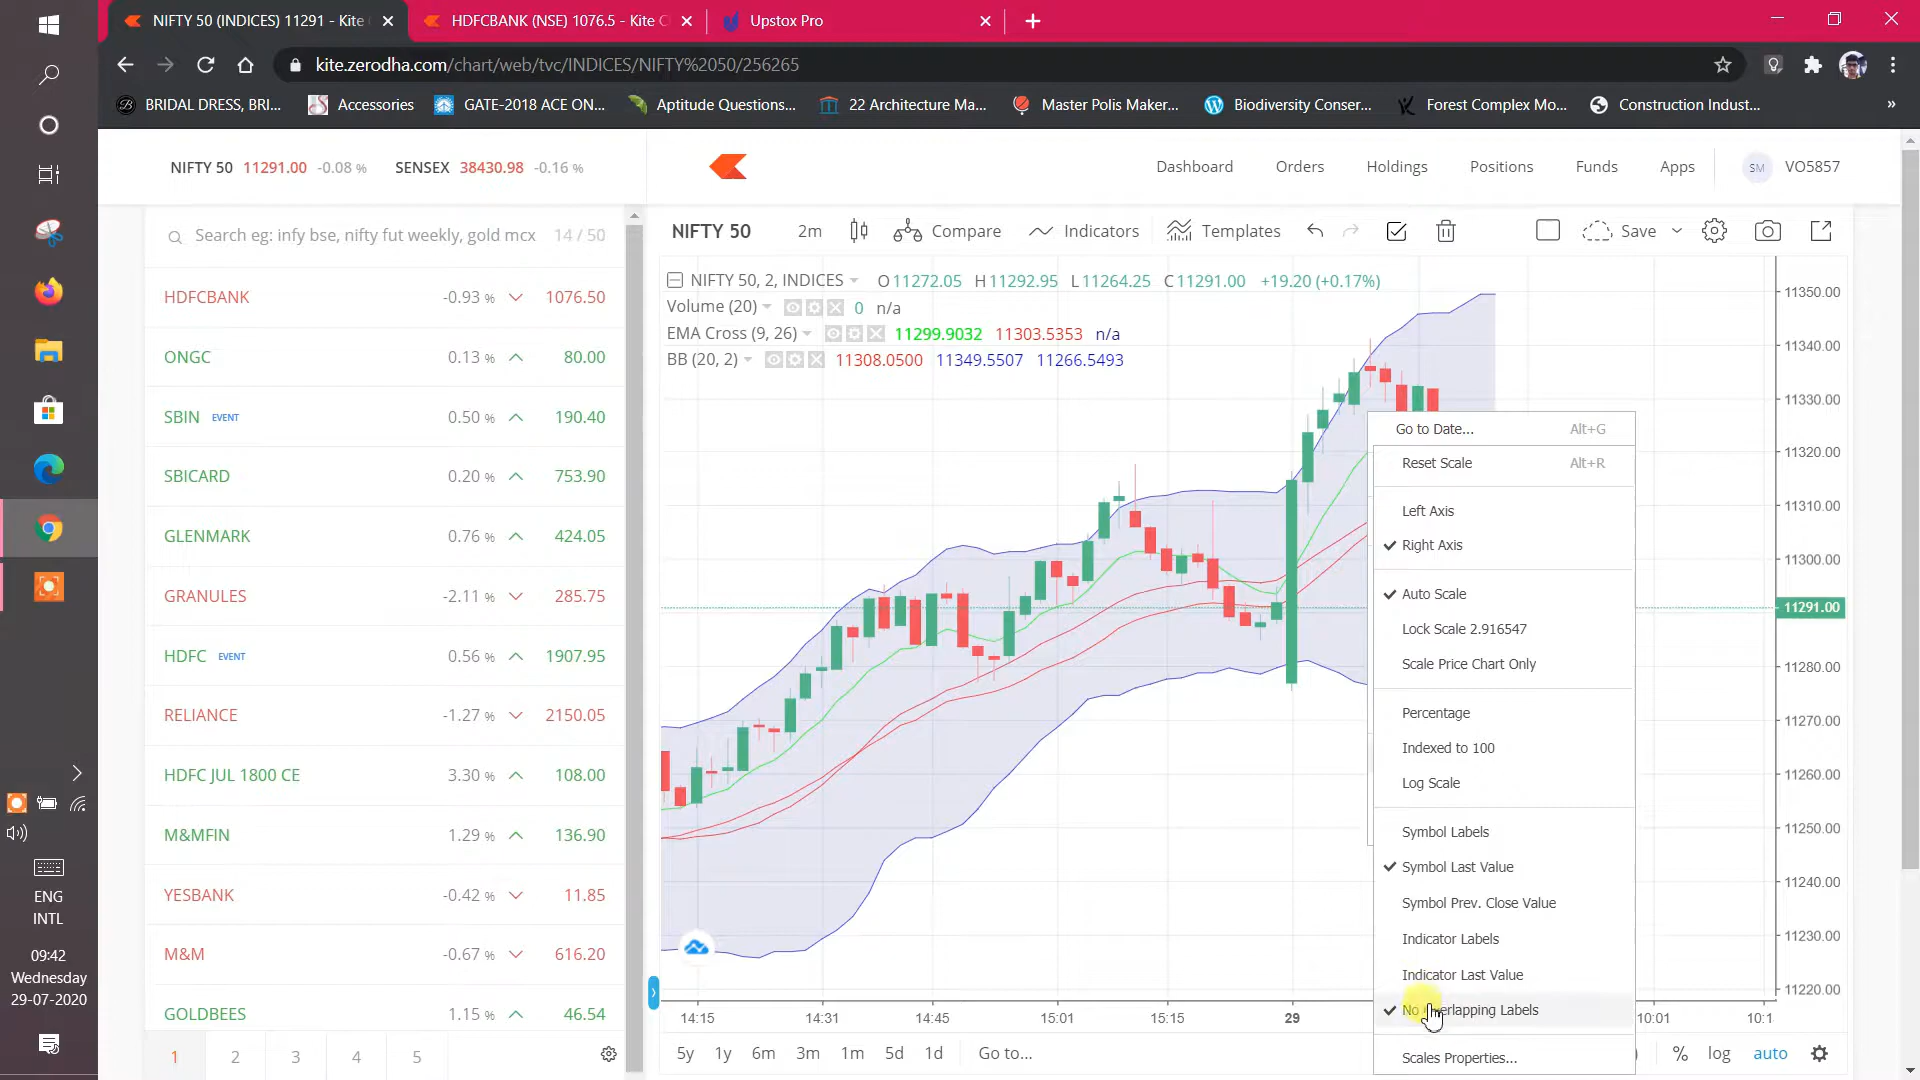 NIFTY 50 (INDICES) 11291 - Kite
HDFCBANK (NSE) 1076.5 - Kite C
Upstox Pro
kite.zerodha.com/chart/web/tvc/INDICES/NIFTY%2050/256265
BRIDAL DRESS, BRI...
Accessories
GATE-2018 ACE ON...
Aptitude Questions...
22 Architecture Ma...
Master Polis Maker...
Biodiversity Conser...
Forest Complex Mo...
Construction Indust...
»
NIFTY 50 11291.00 -0.08 %
SENSEX 38430.98 -0.16 %
Dashboard
Orders
Holdings
Positions
Funds
Apps
SM VO5857
Search eg: infy bse, nifty fut weekly, gold mcx 14 / 50
HDFCBANK -0.93 % 1076.50
ONGC 0.13 % 80.00
SBIN EVENT 0.50 % 190.40
SBICARD 0.20 % 753.90
GLENMARK 0.76 % 424.05
GRANULES -2.11 % 285.75
HDFC EVENT 0.56 % 1907.95
RELIANCE -1.27 % 2150.05
HDFC JUL 1800 CE 3.30 % 108.00
M&MFIN 1.29 % 136.90
YESBANK -0.42 % 11.85
M&M -0.67 % 616.20
GOLDBEES 1.15 % 46.54
1 2 3 4 5
NIFTY 50 2m Compare Indicators Templates Save
NIFTY 50, 2, INDICES O11272.05 H11292.95 L11264.25 C11291.00 +19.20 (+0.17%)
Volume (20) 0 n/a
EMA Cross (9, 26) 11299.9032 11303.5353 n/a
BB (20, 2) 11308.0500 11349.5507 11266.5493
11350.00
11340.00
11330.00
11320.00
11310.00
11300.00
11291.00
11280.00
11270.00
11260.00
11250.00
11240.00
11230.00
11220.00
Go to Date... Alt+G
Reset Scale Alt+R
Left Axis
Right Axis
Auto Scale
Lock Scale 2.916547
Scale Price Chart Only
Percentage
Indexed to 100
Log Scale
Symbol Labels
Symbol Last Value
Symbol Prev. Close Value
Indicator Labels
Indicator Last Value
No Overlapping Labels
Scales Properties...
14:15 14:31 14:45 15:01 15:15 29 10:01 10:1
5y 1y 6m 3m 1m 5d 1d Go to... % log auto
ENG
INTL
09:42
Wednesday
29-07-2020